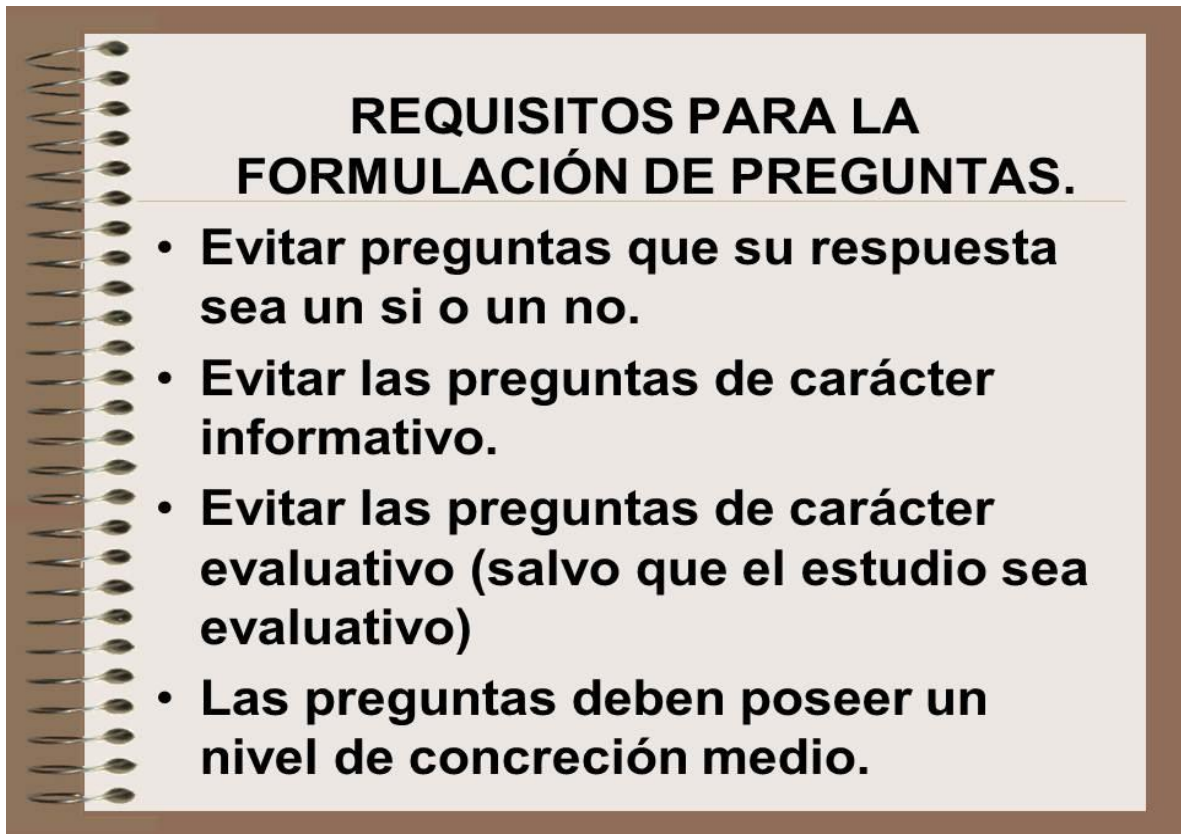 REQUISITOS PARA LA
FORMULACIÓN DE PREGUNTAS.
• Evitar preguntas que su respuesta
sea un si o un no.
• Evitar las preguntas de carácter
informativo.
• Evitar las preguntas de carácter
evaluativo (salvo que el estudio sea
evaluativo)
• Las preguntas deben poseer un
nivel de concreción medio.